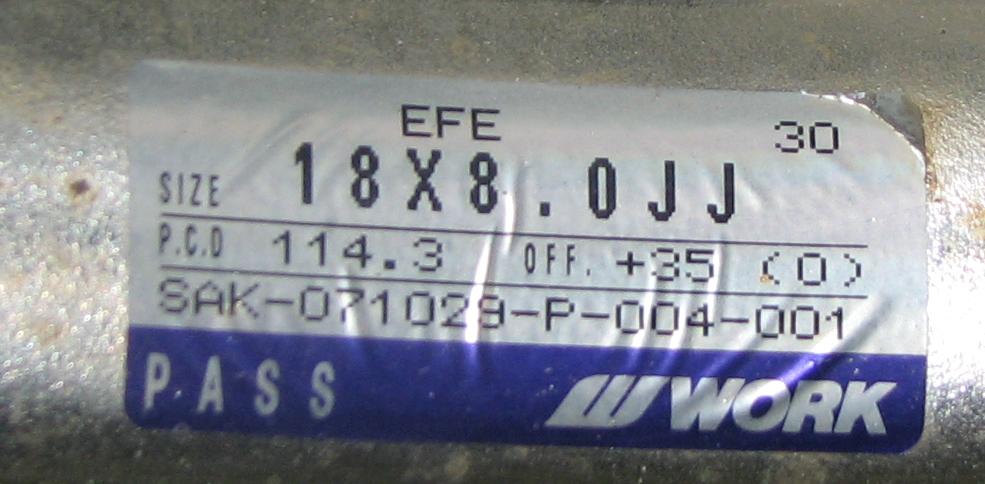 EFE 30
SIZE 18X8.0JJ
P.C.D 114.3 OFF. +35 (0)
SAK-071029-P-004-001
PASS WORK